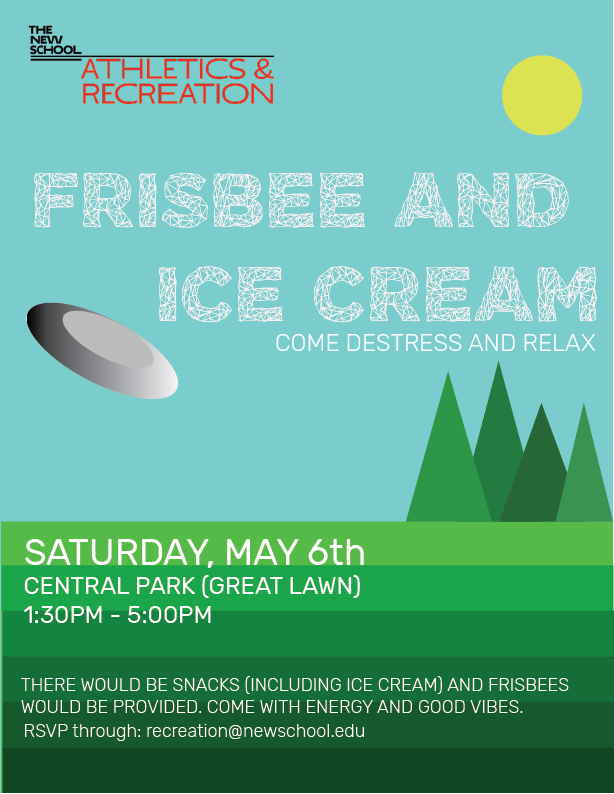 THE
NEW
SCHOOL
ATHLETICS &
RECREATION
FRISBEE AND
ICE CREAM
COME DESTRESS AND RELAX
SATURDAY, MAY 6th
CENTRAL PARK (GREAT LAWN)
1:30PM - 5:00PM
THERE WOULD BE SNACKS (INCLUDING ICE CREAM) AND FRISBEES
WOULD BE PROVIDED. COME WITH ENERGY AND GOOD VIBES.
RSVP through: recreation@newschool.edu